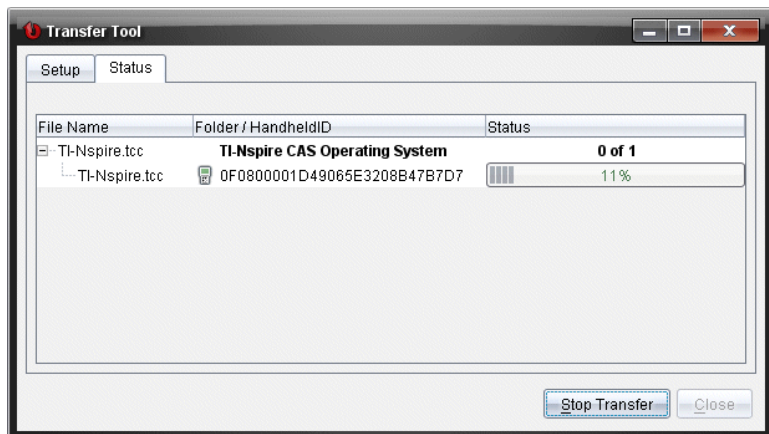 Transfer Tool
Setup Status
File Name Folder / HandheldID Status
TI-Nspire.tcc TI-Nspire CAS Operating System 0 of 1
TI-Nspire.tcc 0F0800001D49065E3208B47B7D7 11%
Stop Transfer Close